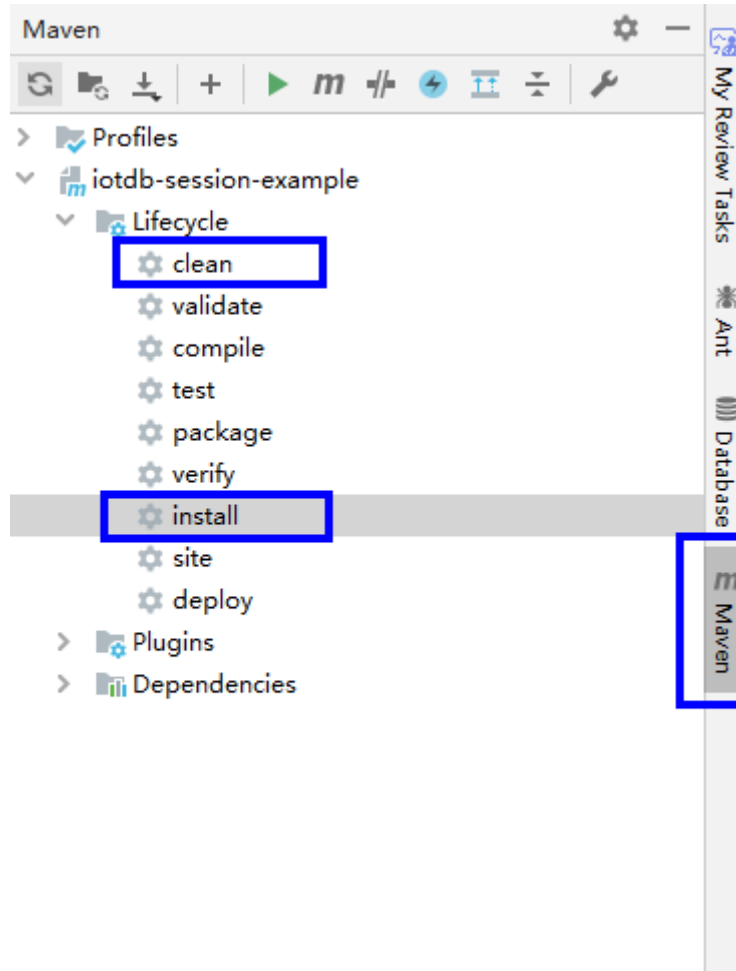 Maven
Profiles
iotdb-session-example
Lifecycle
clean
validate
compile
test
package
verify
install
site
deploy
Plugins
Dependencies
My Review Tasks
Ant
Database
Maven